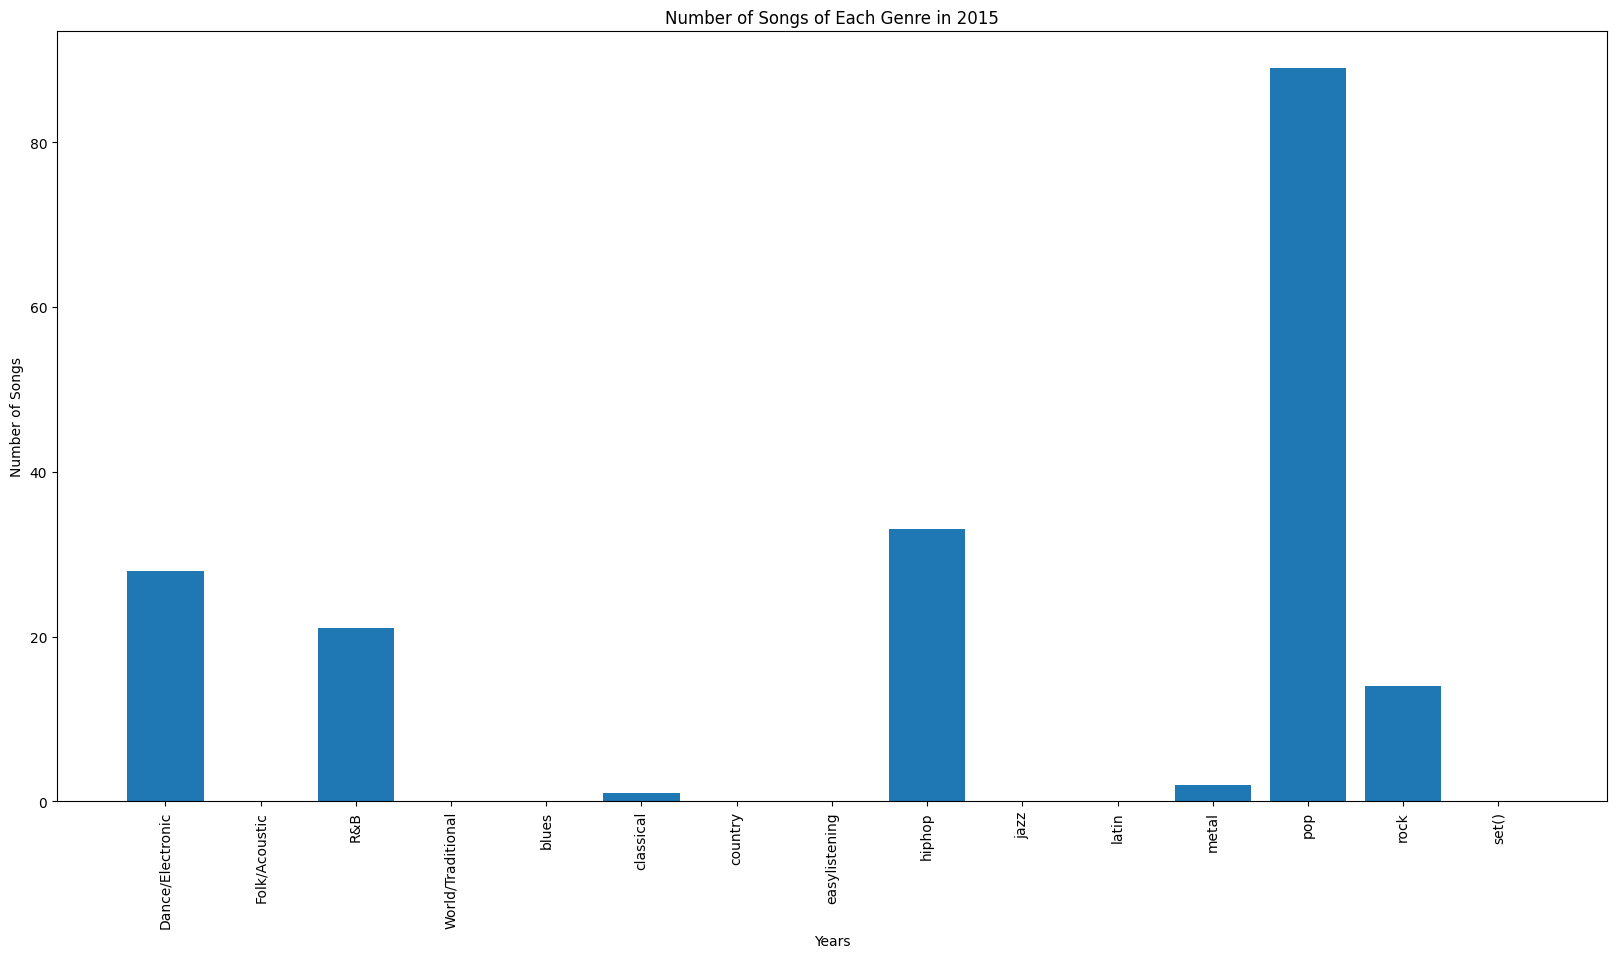 Number of Songs of Each Genre in 2015
Number of Songs
80
60
40
20
0
Dance/Electronic
Folk/Acoustic
R&B
World/Traditional
blues
classical
country
easylistening
hiphop
jazz
latin
metal
pop
rock
set()
Years